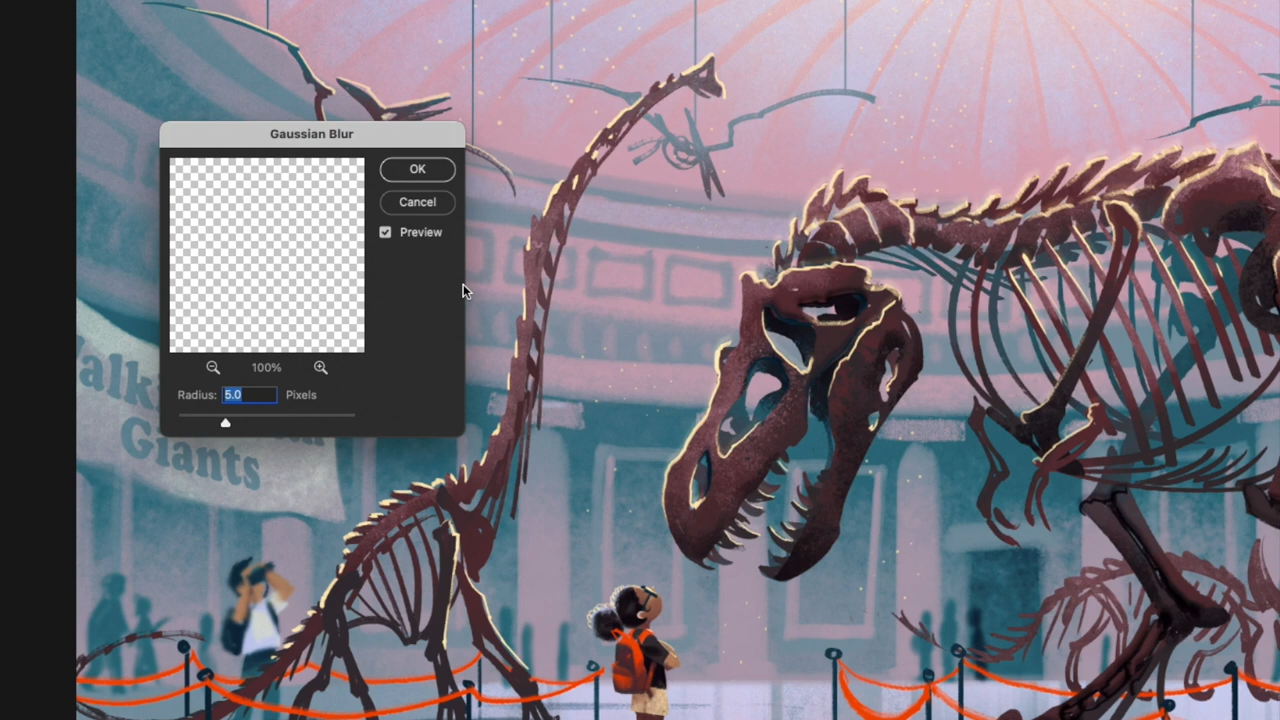 Gaussian Blur
OK
Cancel
Preview
100%
Radius: 5.0 Pixels
Giants